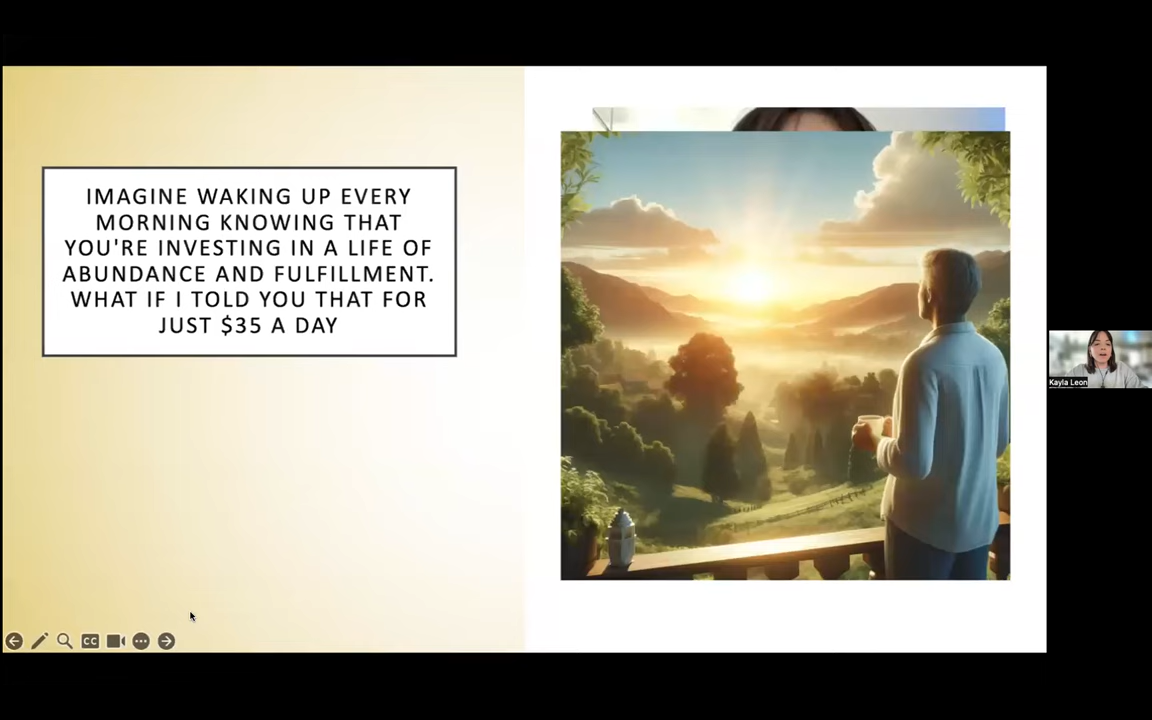 IMAGINE WAKING UP EVERY
MORNING KNOWING THAT
YOU'RE INVESTING IN A LIFE OF
ABUNDANCE AND FULFILLMENT.
WHAT IF I TOLD YOU THAT FOR
JUST $35 A DAY
Kayla Leon
CC